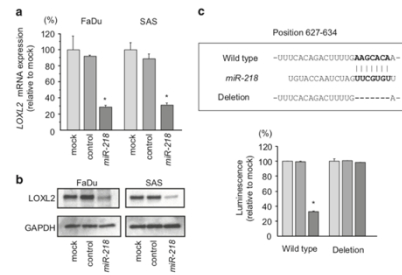 a
(%)
FaDu SAS
LOXL2 mRNA expression
(relative to mock)
120
100
80
60
40
20
0
* *
mock control miR-218 mock control miR-218
b
FaDu SAS
LOXL2
GAPDH
mock control miR-218 mock control miR-218
c
Position 627-634
Wild type -UUUCACAGACUUUUGAAGCACAA-
miR-218 UGUACCAAUCUAGUUCGUGUU
Deletion -UUUCACAGACUUUUG------A-
(%)
Luminescence
(relative to mock)
120
100
80
60
40
20
0
*
Wild type Deletion